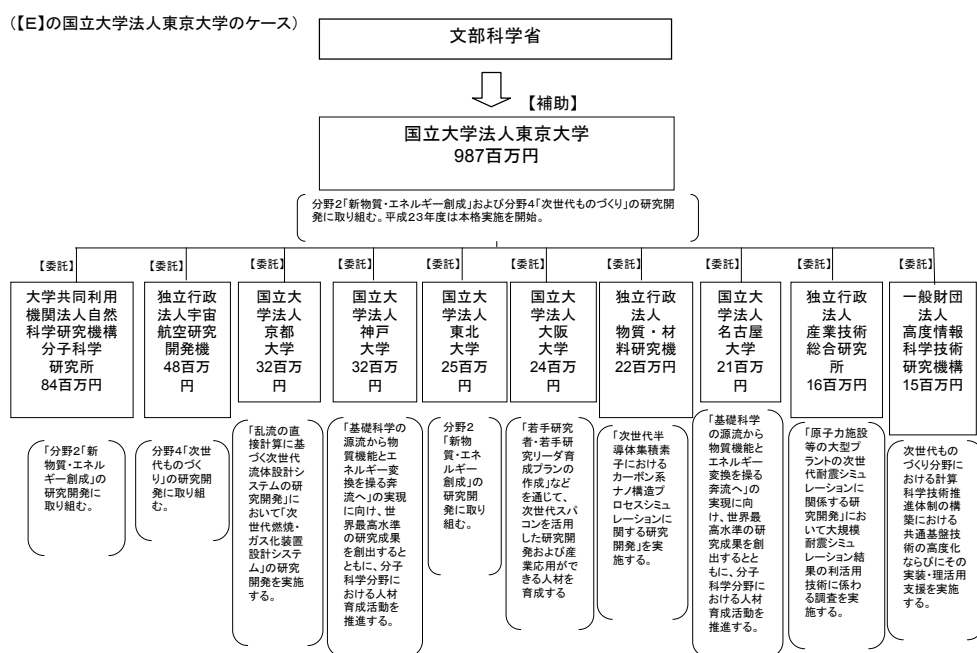 (【E】の国立大学法人東京大学のケース)
文部科学省
【補助】
国立大学法人東京大学
987百万円
分野2「新物質・エネルギー創成」および分野4「次世代ものづくり」の研究開
発に取り組む。平成23年度は本格実施を開始。
【委託】
大学共同利用
機関法人自然
科学研究機構
分子科学
研究所
84百万円
「分野2「新物
質・エネル
ギー創成」の
研究開発に
取り組む。
【委託】
独立行政
法人宇宙
航空研究
開発機
48百万
円
分野4「次世
代ものづく
り」の研究開
発に取り組
む。
【委託】
国立大
学法人
京都
大学
32百万
円
「乱流の直
接計算に基
づく次世代
流体設計シ
ステムの研
究開発」に
おいて「次
世代燃焼・
ガス化装置
設計システ
ム」の研究
開発を実施
する。
【委託】
国立大
学法人
神戸
大学
32百万
円
「基礎科学の
源流から物
質機能とエ
ネルギー変
換を操る奔
流へ」の実現
に向け、世
界最高水準
の研究成果
を創出すると
ともに、分子
科学分野に
おける人材
育成活動を
推進する。
【委託】
国立大
学法人
東北
大学
25百万
円
分野2
「新物
質・エネ
ルギー
創成」の
研究開
発に取り
組む。
【委託】
国立大
学法人
大阪
大学
24百万
円
「若手研究
者・若手研
究リーダ育
成プランの
作成」などを
通じて、
次世代スパ
コンを活用
した研究開
発および産
業応用がで
きる人材を
育成する
【委託】
独立行政
法人
物質・材
料研究機
22百万円
「次世代半
導体集積素
子における
カーボン系
ナノ構造プ
ロセスシミュ
レーションに
関する研究
開発」を実
施する。
【委託】
国立大
学法人
名古屋
大学
21百万
円
「基礎科学
の源流から
物質機能と
エネルギー
変換を操る
奔流へ」の
実現に向
け、世界最
高水準の研
究成果を創
出するとと
もに、分子
科学分野に
おける人材
育成活動を
推進する。
【委託】
独立行政
法人
産業技術
総合研究
所
16百万円
「原子力施設
等の大型プ
ラントの次世
代耐震シミュ
レーションに
関係する研
究開発」にお
いて大規模
耐震シミュ
レーション結
果の利活用
技術に係わ
る調査を実
施する。
【委託】
一般財団
法人
高度情報
科学技術
研究機構
15百万円
次世代もの
づくり分野に
おける計算
科学技術推
進体制の構
築における
共通基盤技
術の高度化
ならびにその
実装・理活用
支援を実施
する。